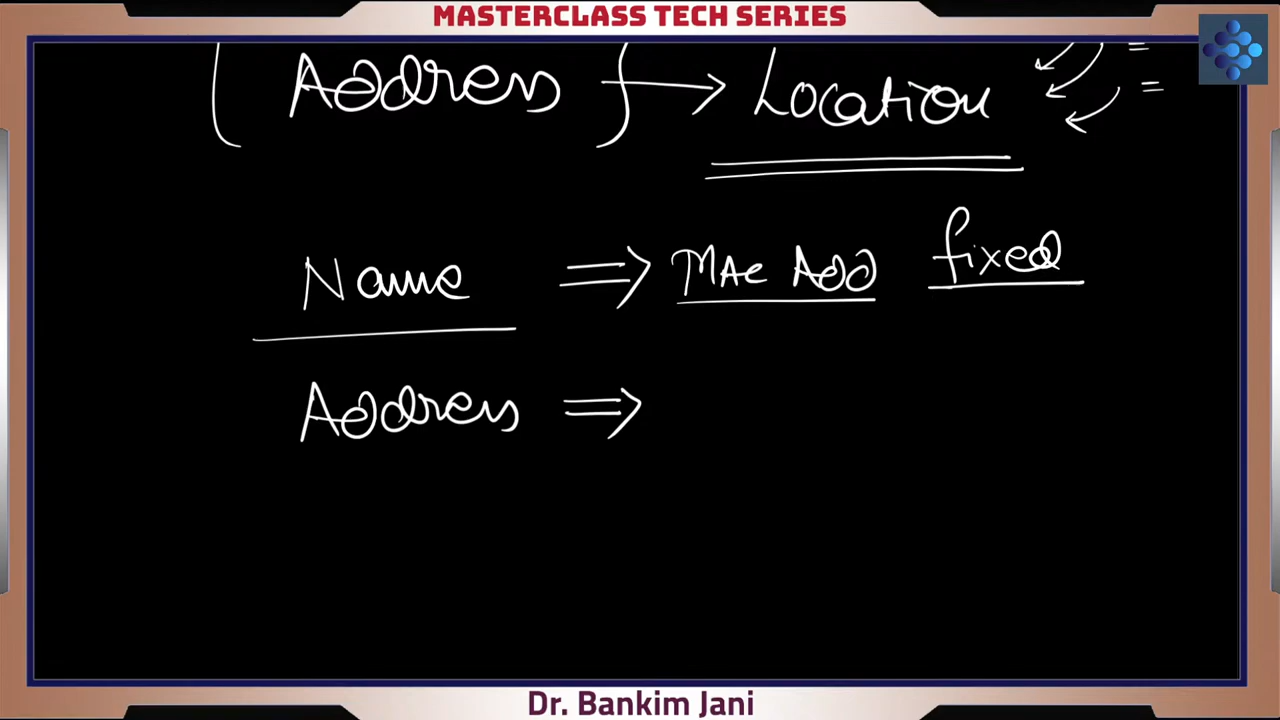 MASTERCLASS TECH SERIES
Address → Location
=
=
Name ⇒ MAC Add fixed
Address ⇒
Dr. Bankim Jani